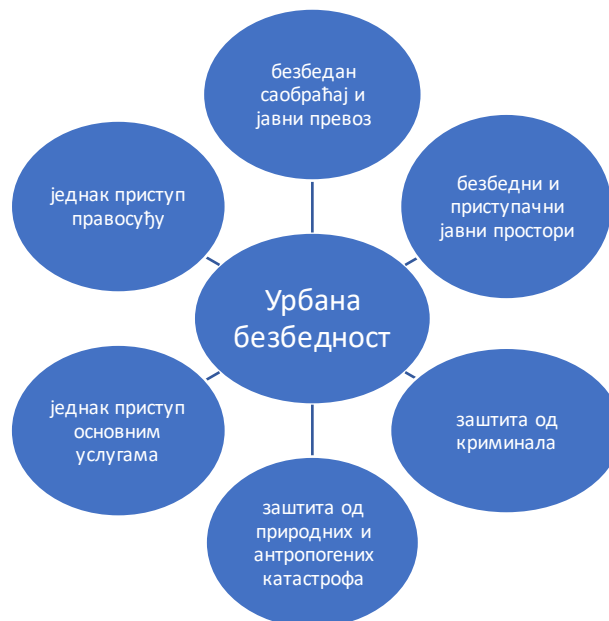 безбедан
саобраћај и
јавни превоз
једнак приступ
правосуђу
безбедни и
приступачни
јавни простори
Урбана
безбедност
једнак приступ
основним
услугама
заштита од
криминала
заштита од
природних и
антропогених
катастрофа